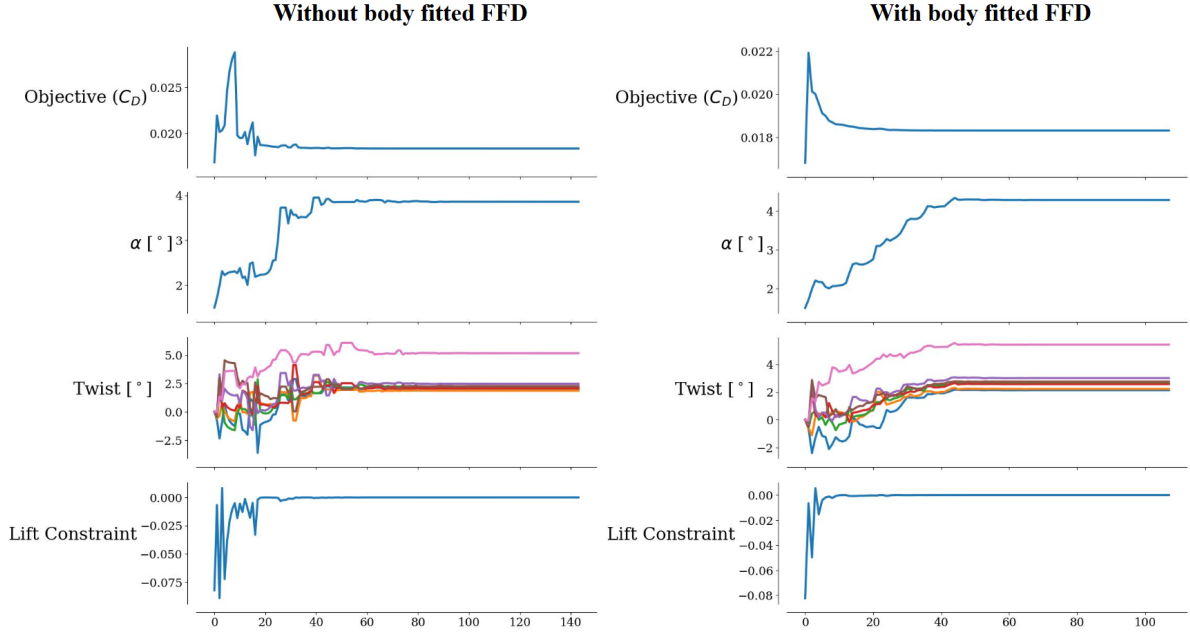 Without body fitted FFD
With body fitted FFD
Objective (C_D)
0.025
0.020
Objective (C_D)
0.022
0.020
0.018
α [°]
4
3
2
α [°]
4
3
2
Twist [°]
5.0
2.5
0.0
−2.5
Twist [°]
4
2
0
−2
Lift Constraint
0.000
−0.025
−0.050
−0.075
Lift Constraint
0.00
−0.02
−0.04
−0.06
−0.08
0 20 40 60 80 100 120 140
0 20 40 60 80 100